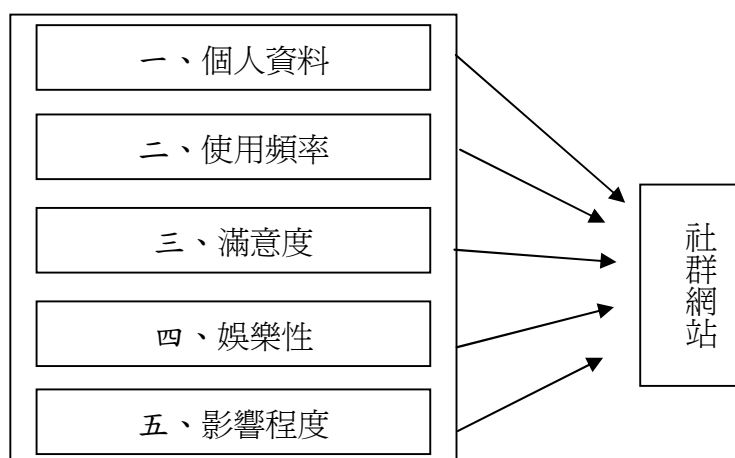 一、個人資料
二、使用頻率
三、滿意度
四、娛樂性
五、影響程度
社群網站